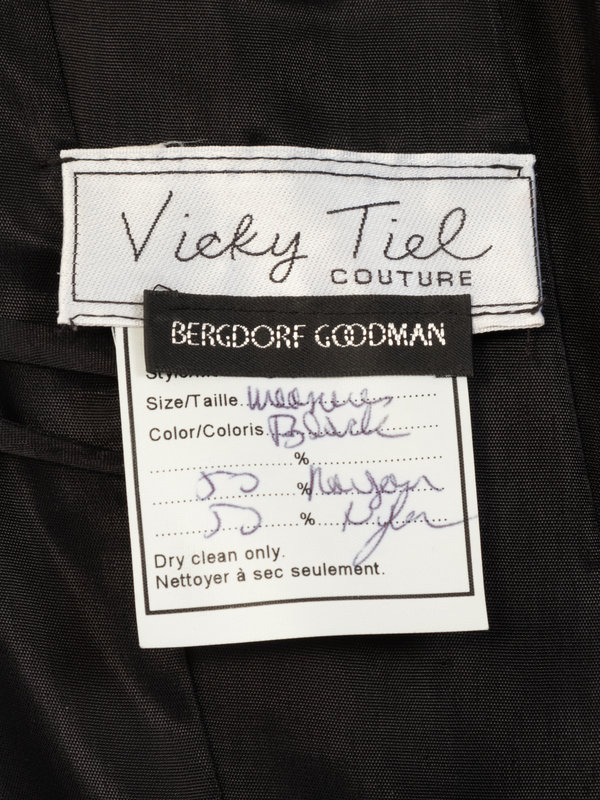 Vicky Tiel
COUTURE
BERGDORF GOODMAN
Size/Taille
Color/Coloris Black
%
50 % Rayon
50 % Nylon
Dry clean only.
Nettoyer à sec seulement.